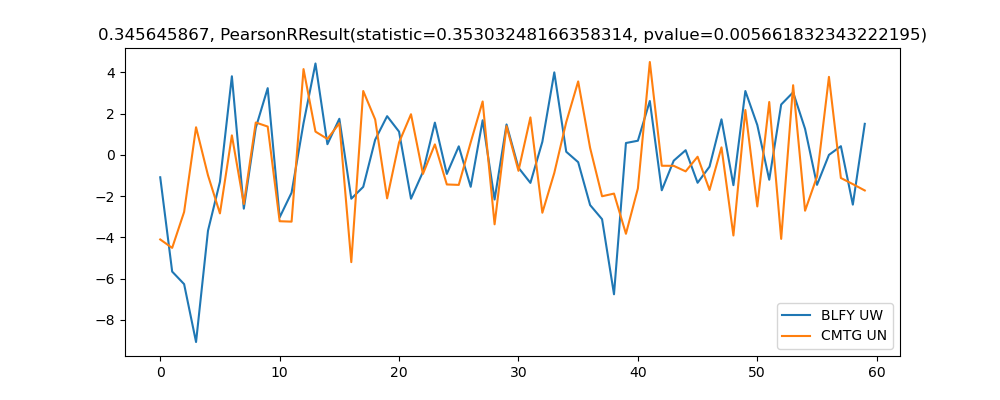 0.345645867, PearsonRResult(statistic=0.35303248166358314, pvalue=0.005661832343222195)
4
2
0
−2
−4
−6
−8
0 10 20 30 40 50 60
BLFY UW
CMTG UN